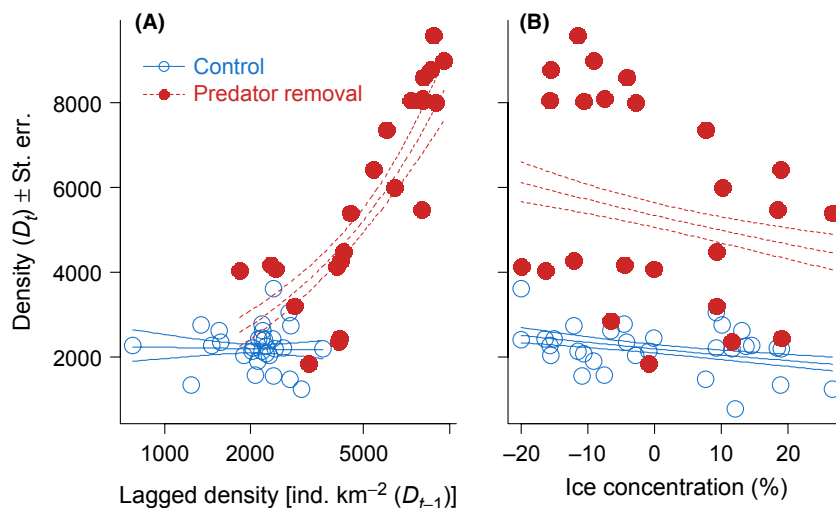 (A)
Control
Predator removal
Density (Dt) ± St. err.
8000
6000
4000
2000
1000 2000 5000
Lagged density [ind. km−2 (Dt−1)]
(B)
−20 −10 0 10 20
Ice concentration (%)